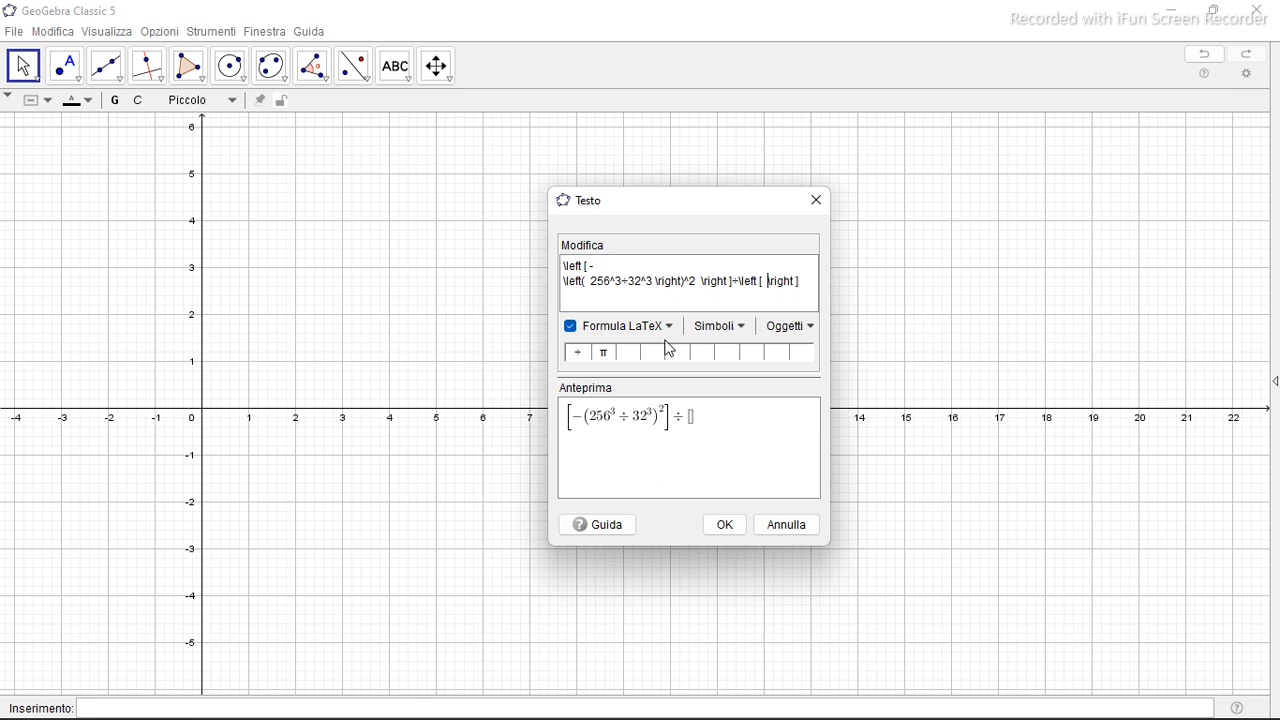 GeoGebra Classic 5
Recorded with iFun Screen Recorder
File Modifica Visualizza Opzioni Strumenti Finestra Guida
A
ABC
A G C Piccolo
Testo
Modifica
\left [ -
\left( 256^3÷32^3 \right)^2 \right ]÷\left [ \right ]
Formula LaTeX Simboli Oggetti
÷ π
Anteprima
[−(256³ ÷ 32³)²] ÷ []
Guida OK Annulla
6
5
4
3
2
1
-4 -3 -2 -1 0 1 2 3 4 5 6 7 14 15 16 17 18 19 20 21 22
-1
-2
-3
-4
-5
Inserimento: